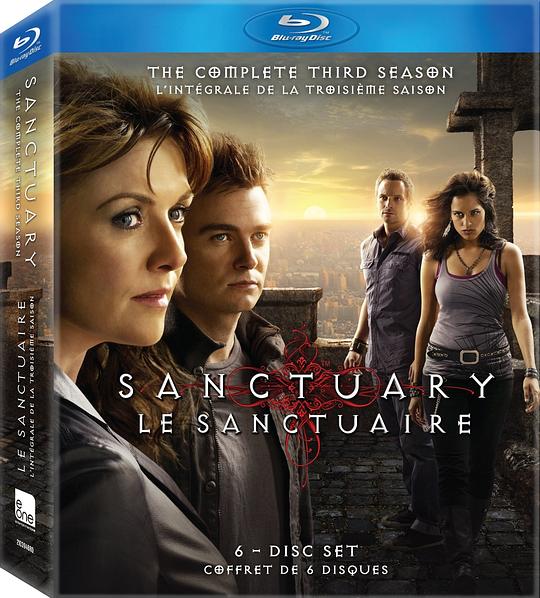 Blu-ray Disc
Blu-ray Disc
THE COMPLETE THIRD SEASON
L'INTÉGRALE DE LA TROISIÈME SAISON
SANCTUARY
LE SANCTUAIRE
6 - DISC SET
COFFRET DE 6 DISQUES
SANCTUARY
THE COMPLETE THIRD SEASON
LE SANCTUAIRE
L'INTÉGRALE DE LA TROISIÈME SAISON
e one